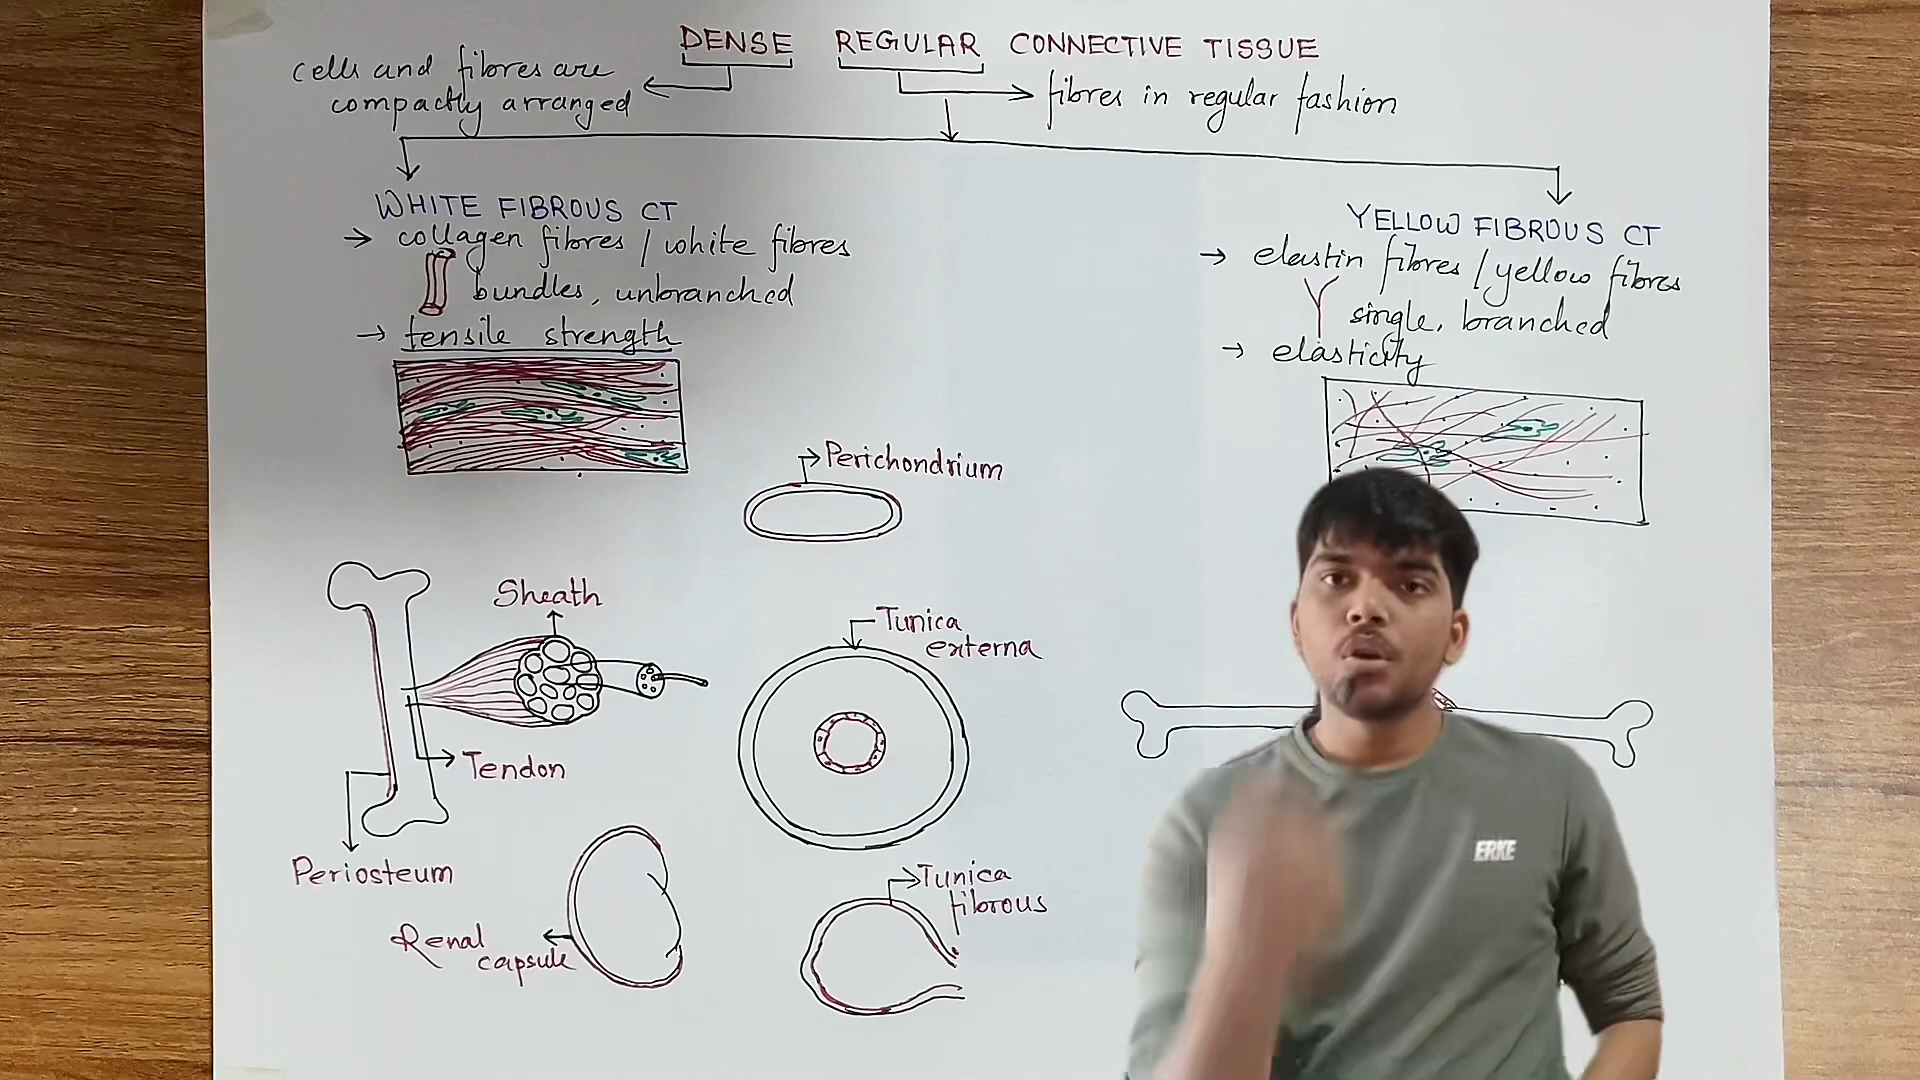 DENSE REGULAR CONNECTIVE TISSUE
cells and fibres are
compactly arranged
fibres in regular fashion
WHITE FIBROUS CT
→ collagen fibres / white fibres
bundles, unbranched
→ tensile strength
YELLOW FIBROUS CT
→ elastin fibres / yellow fibres
single, branched
→ elasticity
Perichondrium
Sheath
Tendon
Periosteum
Renal
capsule
Tunica
externa
Tunica
fibrous
ERKE